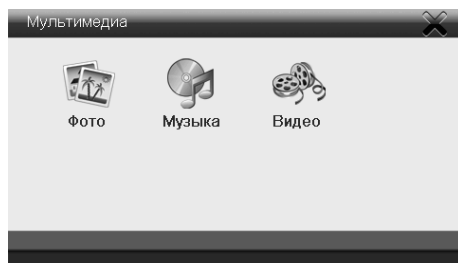 Мультимедиа
Фото Музыка Видео